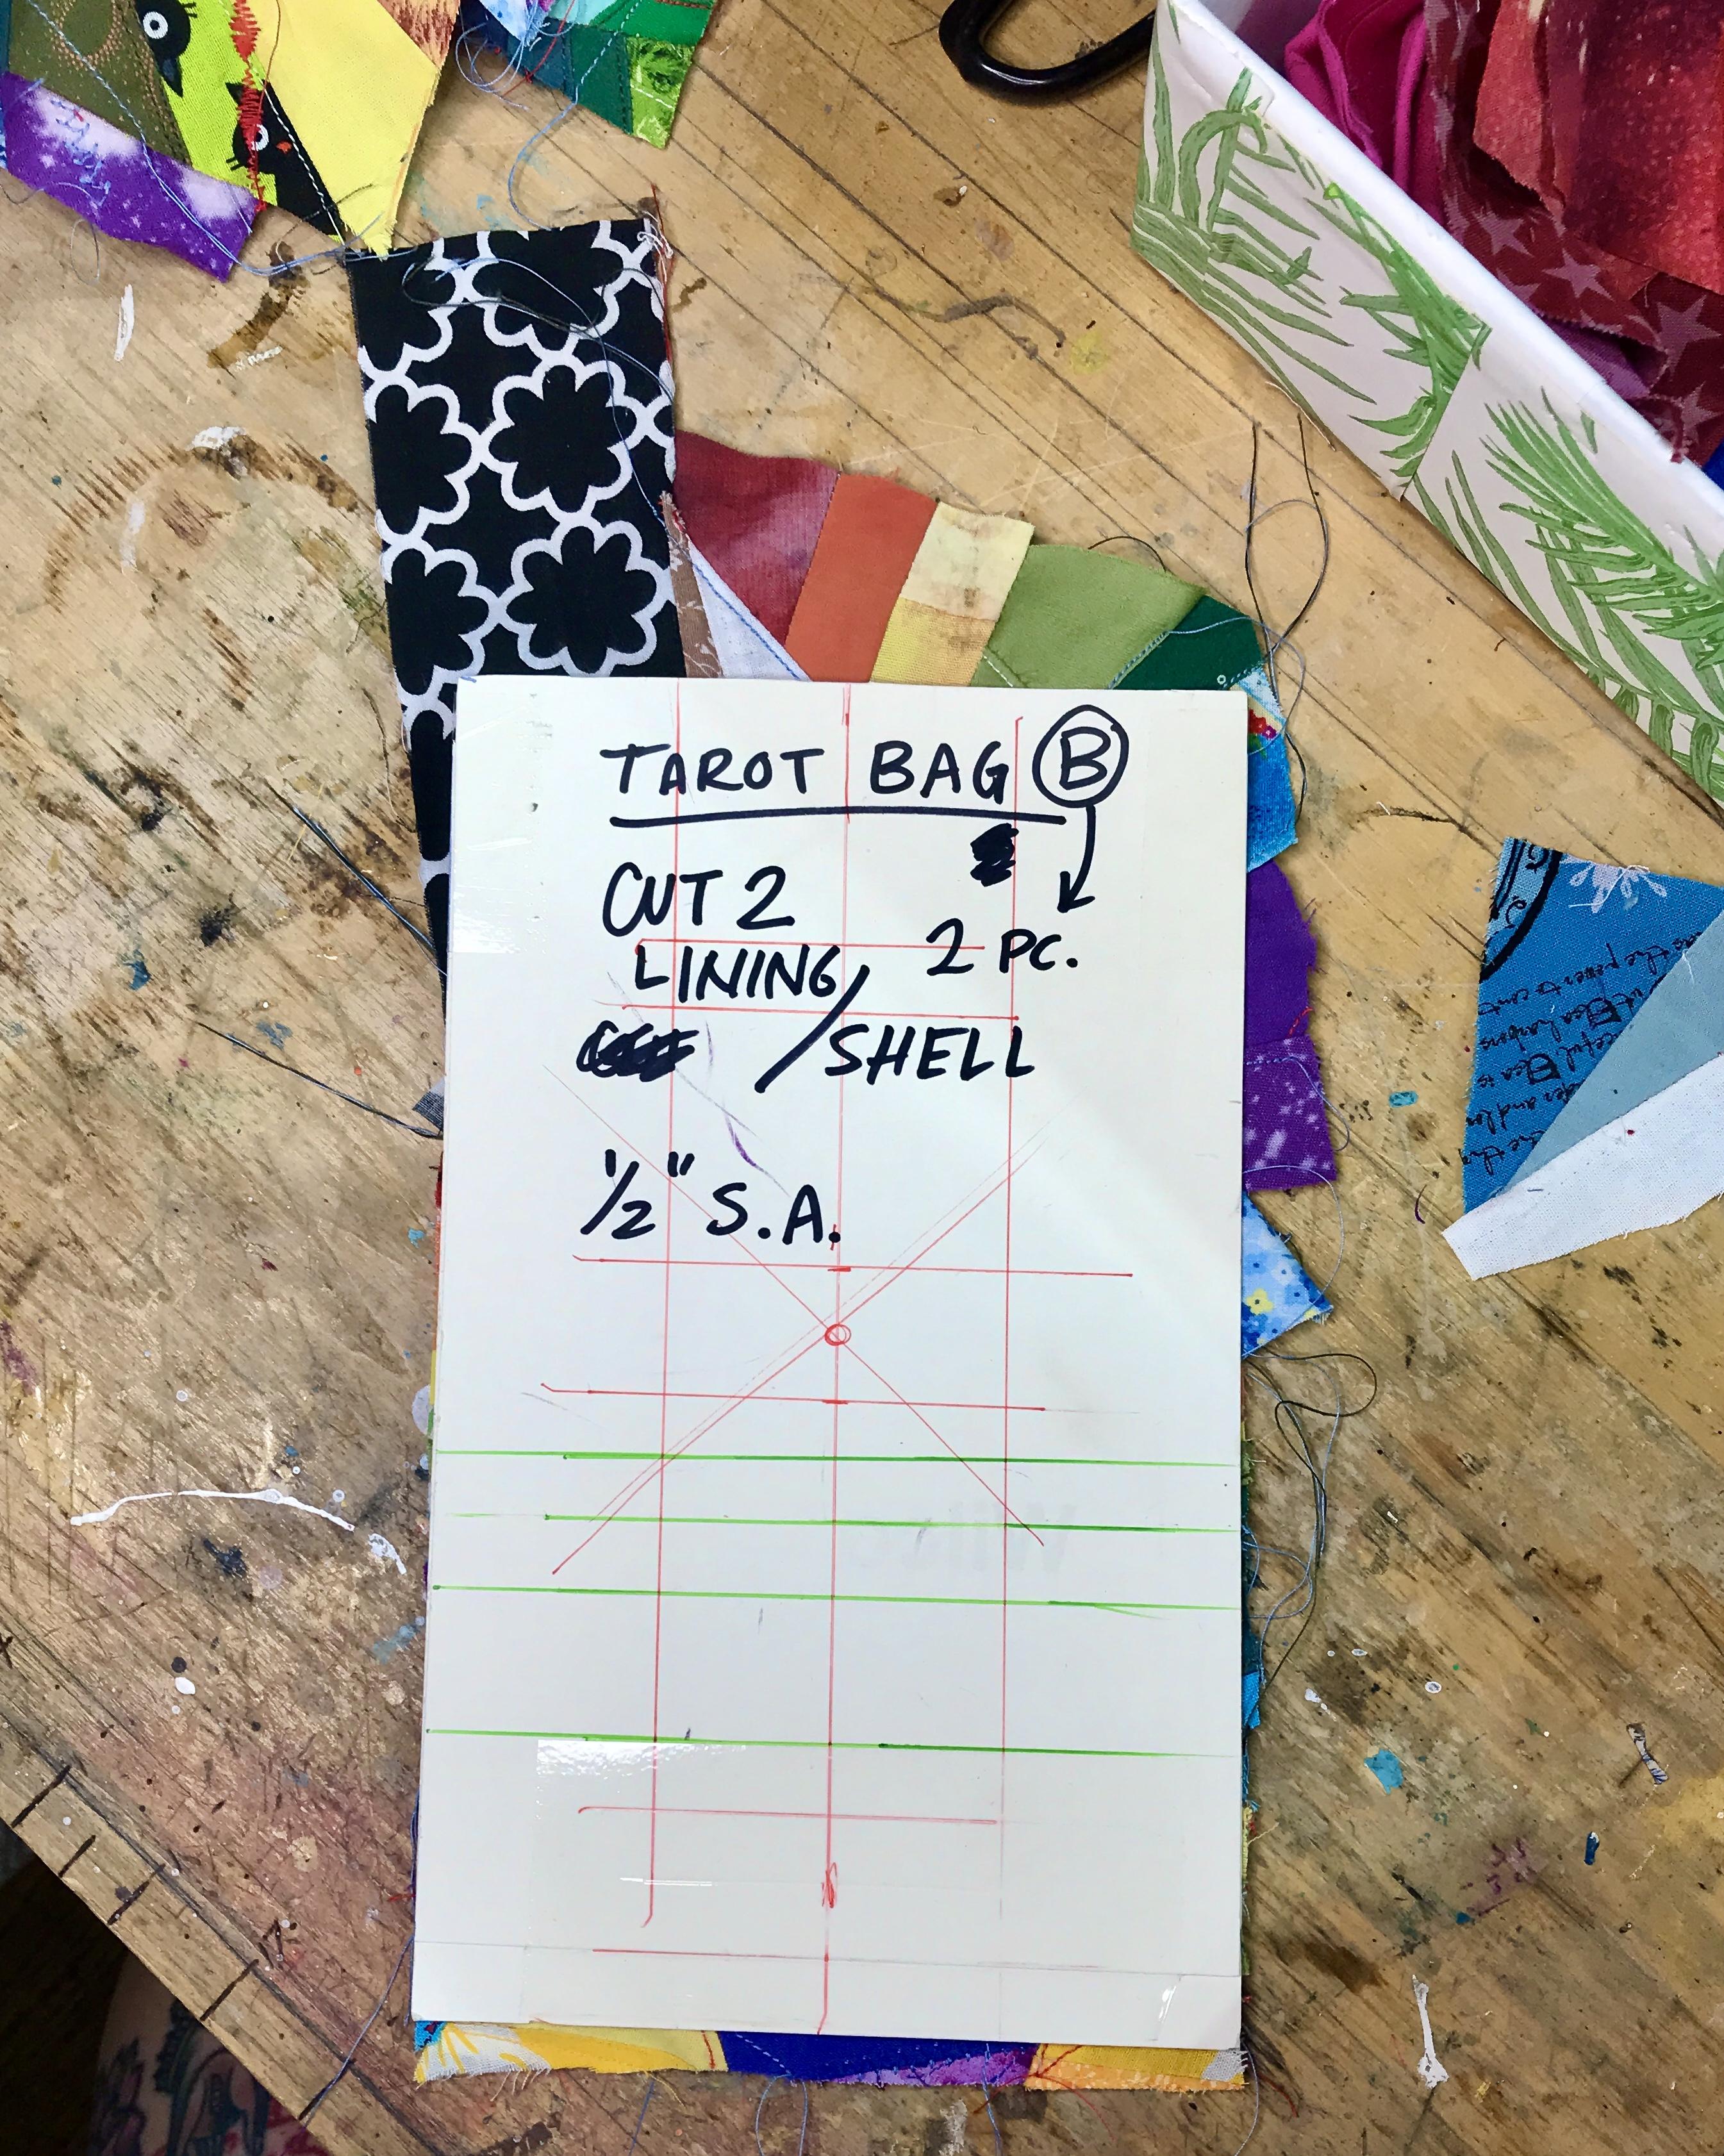 TAROT BAG B
CUT 2
LINING/SHELL
2 PC.
1/2" S.A.